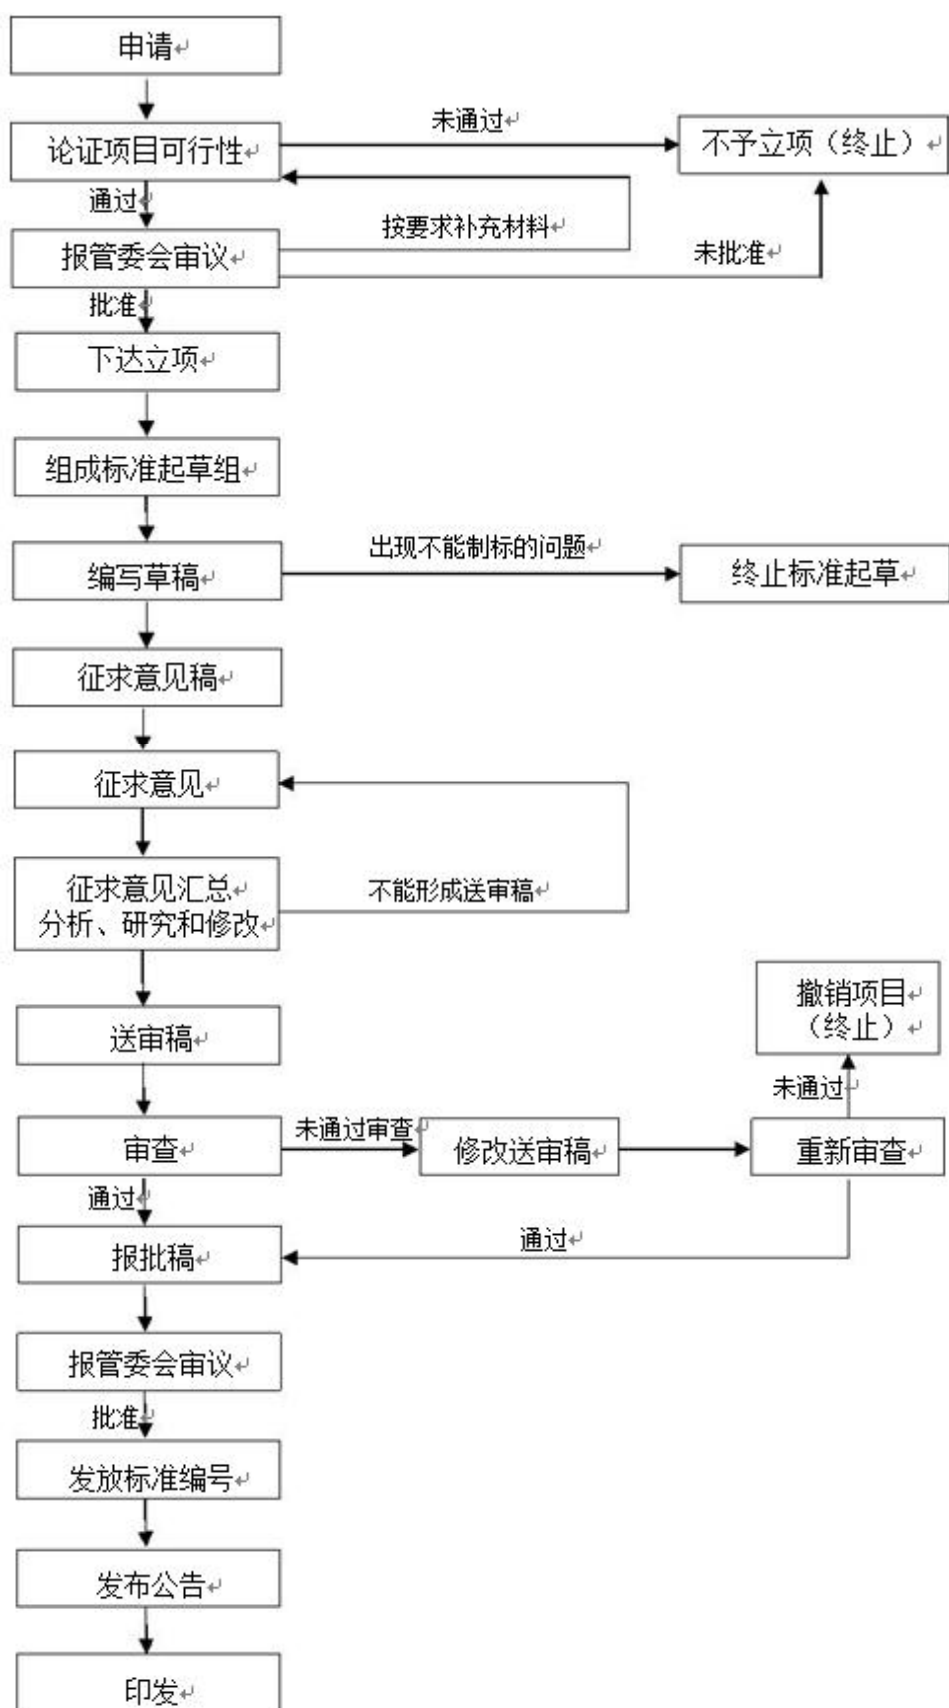 申请
未通过
论证项目可行性
不予立项（终止）
通过
按要求补充材料
报管委会审议
未批准
批准
下达立项
组成标准起草组
出现不能制标的问题
编写草稿
终止标准起草
征求意见稿
征求意见
征求意见汇总
分析、研究和修改
不能形成送审稿
撤销项目
（终止）
送审稿
未通过
未通过审查
审查
修改送审稿
重新审查
通过
通过
报批稿
报管委会审议
批准
发放标准编号
发布公告
印发